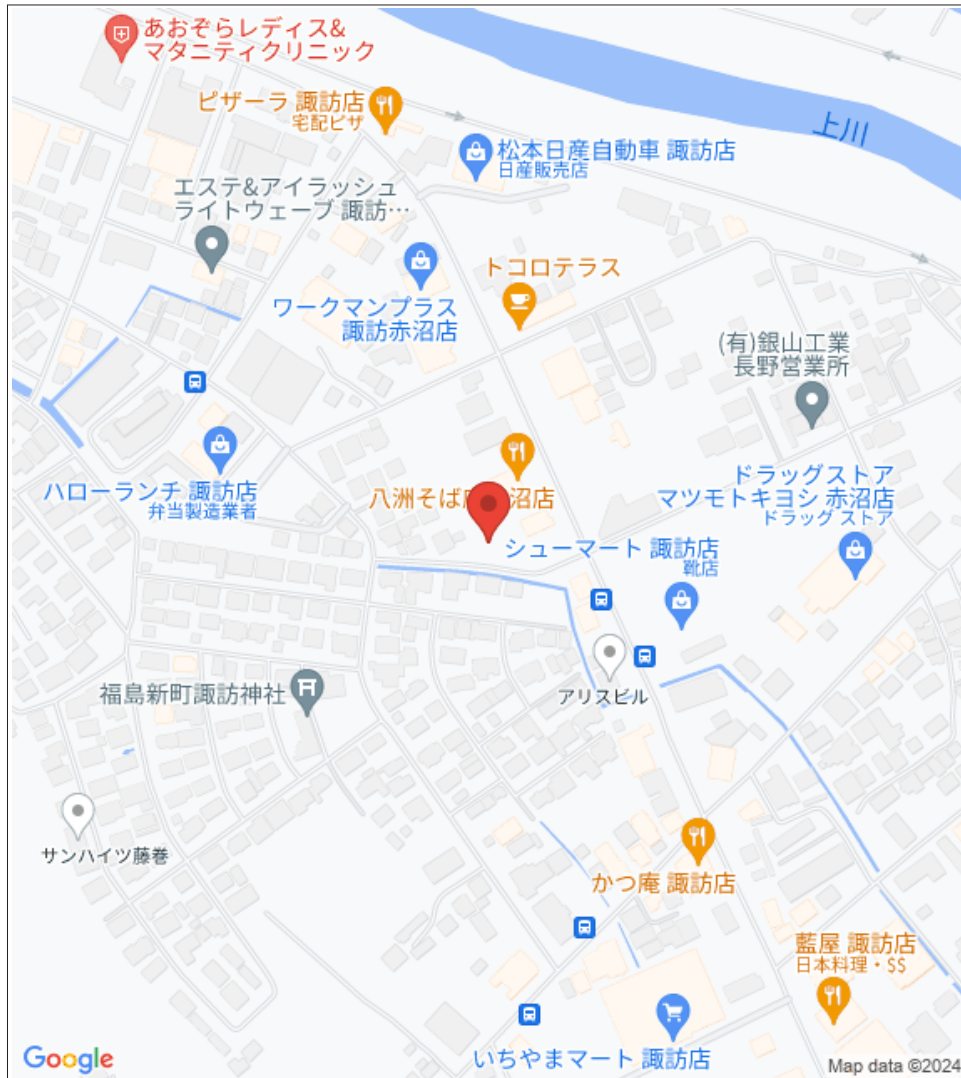 あおぞらレディス&
マタニティクリニック
ピザーラ 諏訪店
宅配ピザ
上川
松本日産自動車 諏訪店
日産販売店
エステ&アイラッシュ
ライトウェーブ 諏訪…
トコロテラス
ワークマンプラス
諏訪赤沼店
(有)銀山工業
長野営業所
ドラッグストア
マツモトキヨシ 赤沼店
ドラッグ ストア
ハローランチ 諏訪店
弁当製造業者
八洲そば 沼店
シューマート 諏訪店
靴店
福島新町諏訪神社
アリスビル
サンハイツ藤巻
かつ庵 諏訪店
藍屋 諏訪店
日本料理・$$
いちやまマート 諏訪店
Google
Map data ©2024